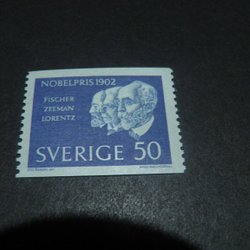 NOBELPRIS 1902
FISCHER
ZEEMAN
LORENTZ
SVERIGE 50